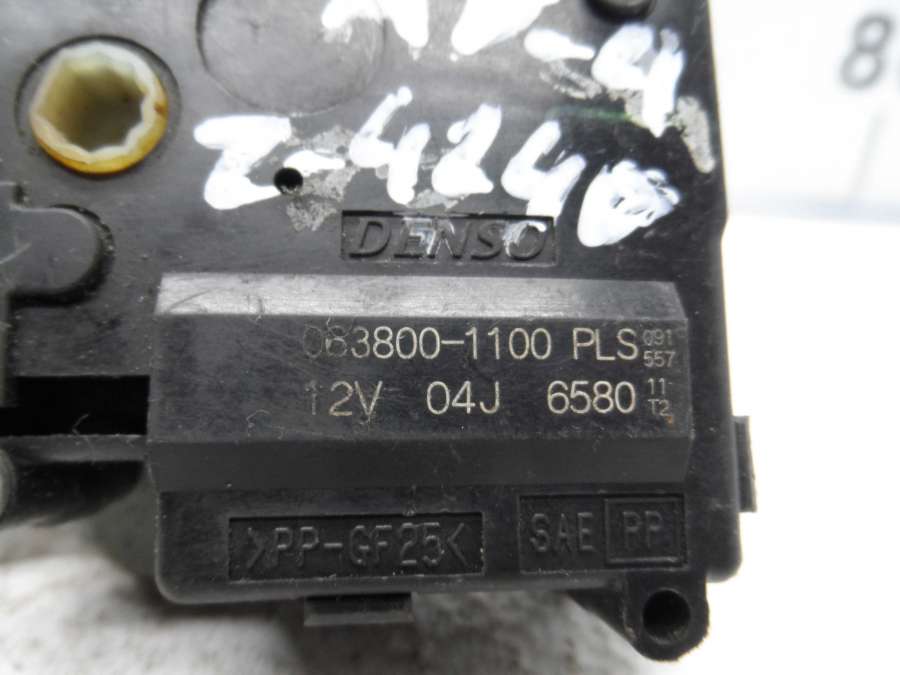 Z-4240
DENSO
063800-1100 PLS 091 557
12V 04J 6580 11- T2
>PP-GF25<
SAE PP